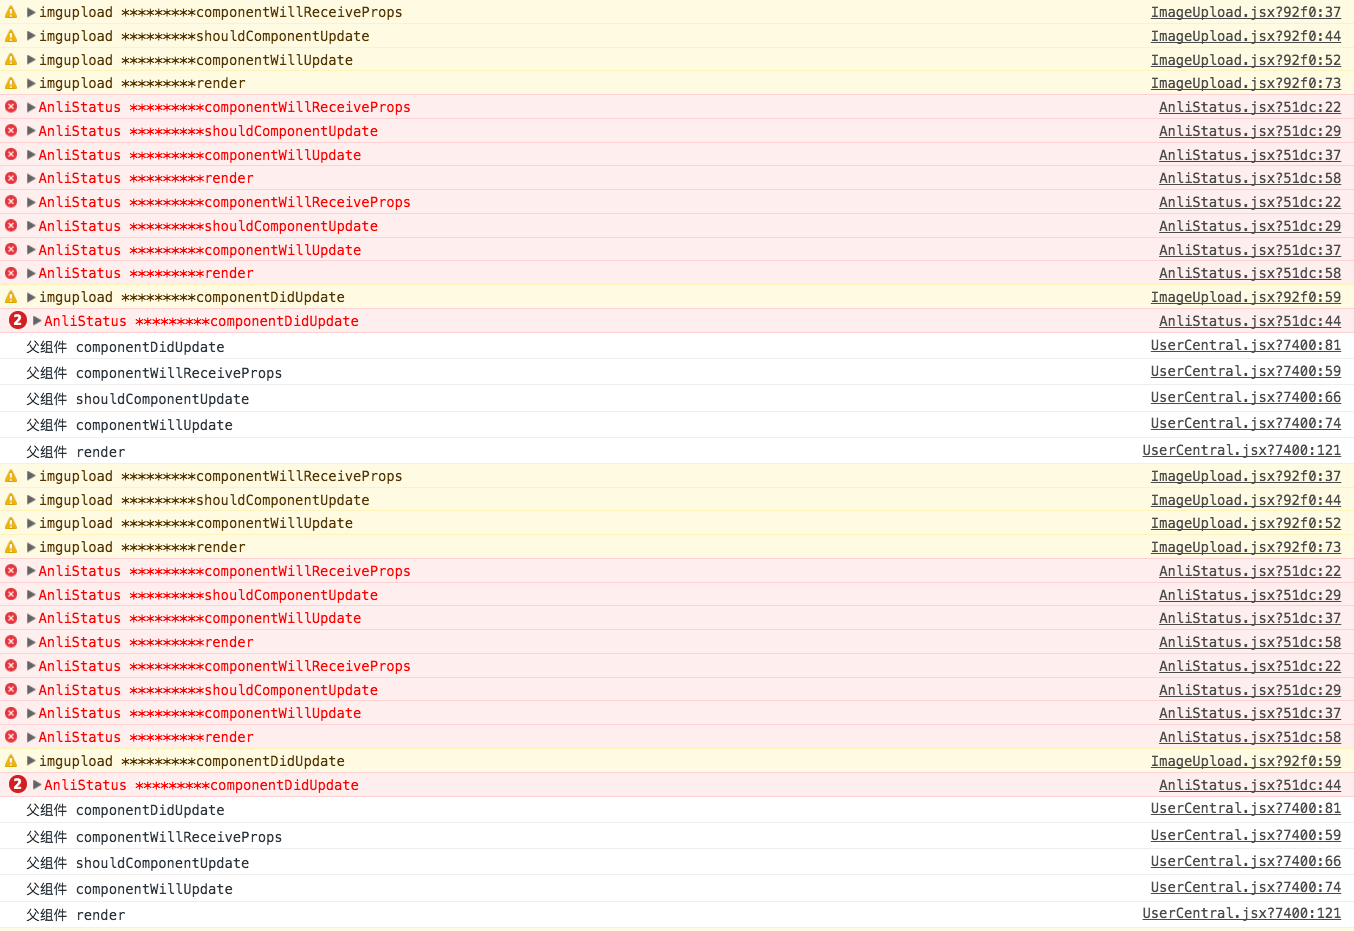 imgupload *********componentWillReceiveProps ImageUpload.jsx?92f0:37
imgupload *********shouldComponentUpdate ImageUpload.jsx?92f0:44
imgupload *********componentWillUpdate ImageUpload.jsx?92f0:52
imgupload *********render ImageUpload.jsx?92f0:73
AnliStatus *********componentWillReceiveProps AnliStatus.jsx?51dc:22
AnliStatus *********shouldComponentUpdate AnliStatus.jsx?51dc:29
AnliStatus *********componentWillUpdate AnliStatus.jsx?51dc:37
AnliStatus *********render AnliStatus.jsx?51dc:58
AnliStatus *********componentWillReceiveProps AnliStatus.jsx?51dc:22
AnliStatus *********shouldComponentUpdate AnliStatus.jsx?51dc:29
AnliStatus *********componentWillUpdate AnliStatus.jsx?51dc:37
AnliStatus *********render AnliStatus.jsx?51dc:58
imgupload *********componentDidUpdate ImageUpload.jsx?92f0:59
2 AnliStatus *********componentDidUpdate AnliStatus.jsx?51dc:44
父组件 componentDidUpdate UserCentral.jsx?7400:81
父组件 componentWillReceiveProps UserCentral.jsx?7400:59
父组件 shouldComponentUpdate UserCentral.jsx?7400:66
父组件 componentWillUpdate UserCentral.jsx?7400:74
父组件 render UserCentral.jsx?7400:121
imgupload *********componentWillReceiveProps ImageUpload.jsx?92f0:37
imgupload *********shouldComponentUpdate ImageUpload.jsx?92f0:44
imgupload *********componentWillUpdate ImageUpload.jsx?92f0:52
imgupload *********render ImageUpload.jsx?92f0:73
AnliStatus *********componentWillReceiveProps AnliStatus.jsx?51dc:22
AnliStatus *********shouldComponentUpdate AnliStatus.jsx?51dc:29
AnliStatus *********componentWillUpdate AnliStatus.jsx?51dc:37
AnliStatus *********render AnliStatus.jsx?51dc:58
AnliStatus *********componentWillReceiveProps AnliStatus.jsx?51dc:22
AnliStatus *********shouldComponentUpdate AnliStatus.jsx?51dc:29
AnliStatus *********componentWillUpdate AnliStatus.jsx?51dc:37
AnliStatus *********render AnliStatus.jsx?51dc:58
imgupload *********componentDidUpdate ImageUpload.jsx?92f0:59
2 AnliStatus *********componentDidUpdate AnliStatus.jsx?51dc:44
父组件 componentDidUpdate UserCentral.jsx?7400:81
父组件 componentWillReceiveProps UserCentral.jsx?7400:59
父组件 shouldComponentUpdate UserCentral.jsx?7400:66
父组件 componentWillUpdate UserCentral.jsx?7400:74
父组件 render UserCentral.jsx?7400:121